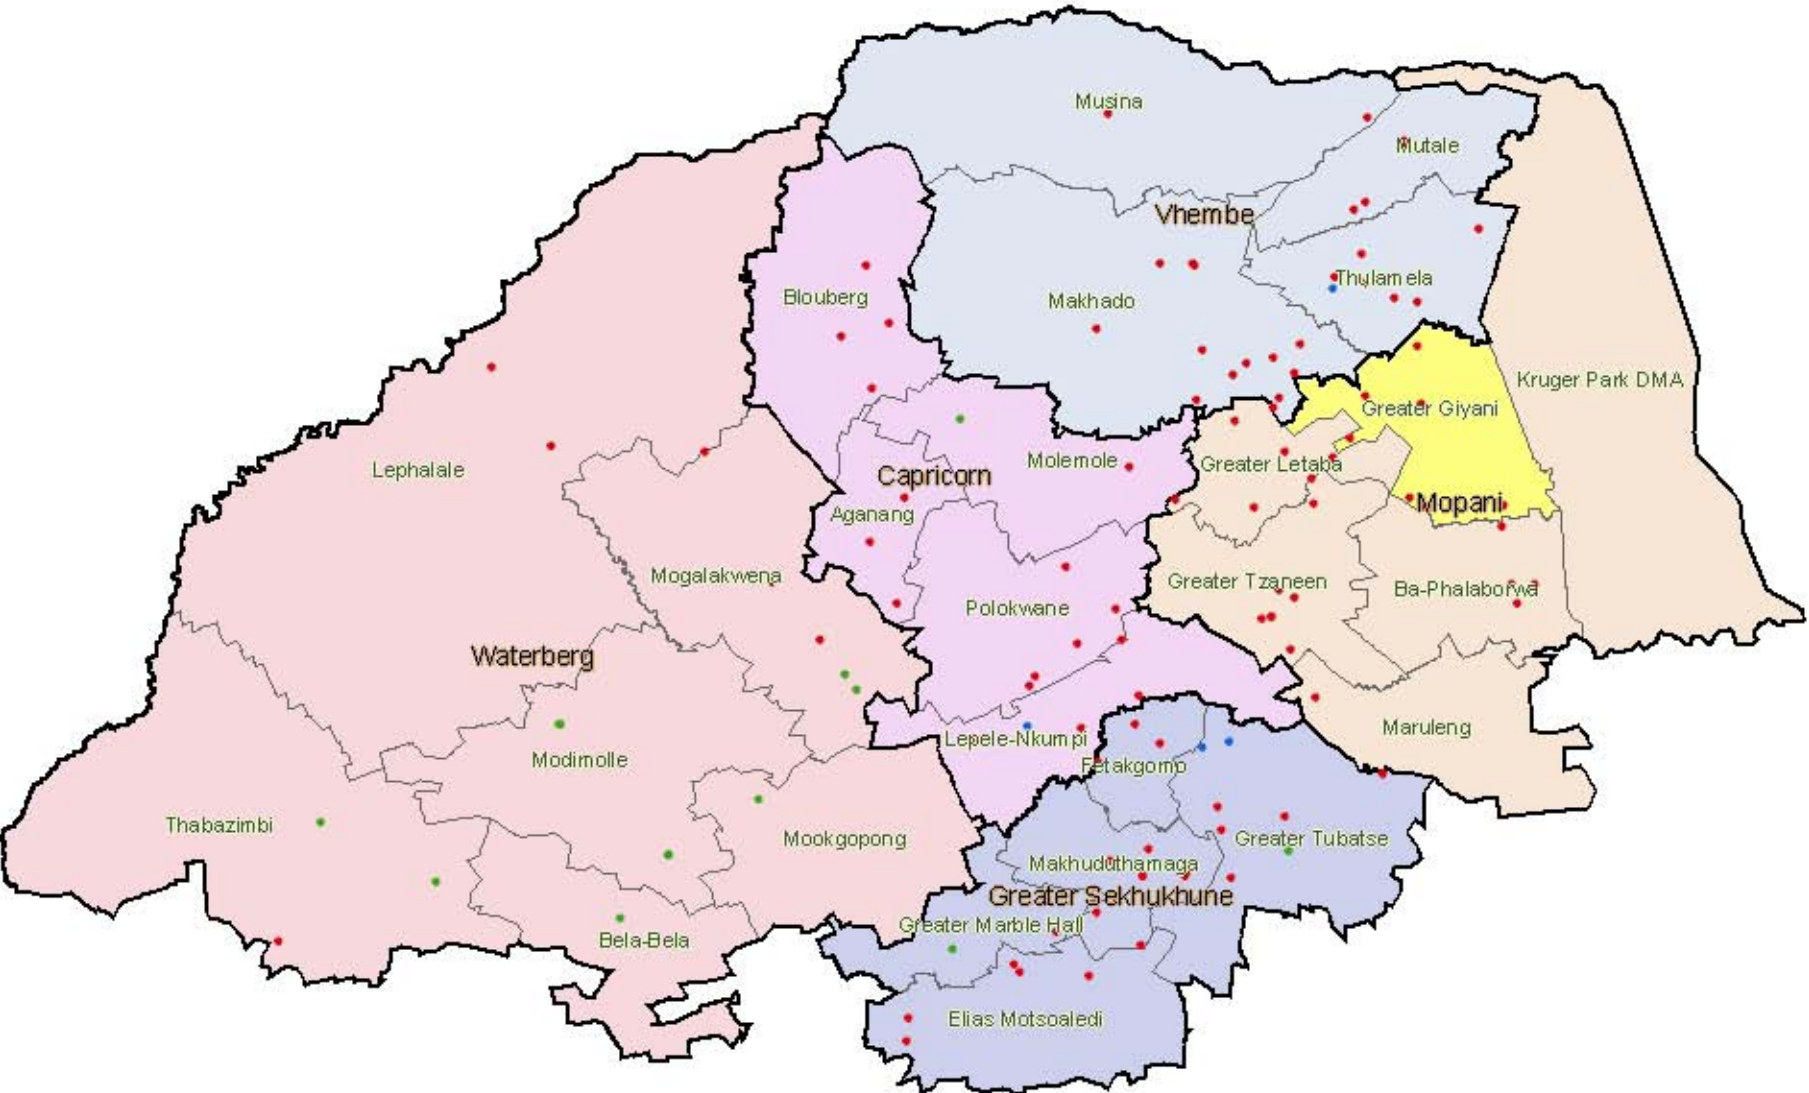 Musina
Mutale
Vhembe
Thulamela
Blouberg
Makhado
Kruger Park DMA
Greater Giyani
Lephalale
Molemole
Greater Letaba
Capricorn
Mopani
Aganang
Mogalakwena
Greater Tzaneen
Ba-Phalaborwa
Polokwane
Waterberg
Maruleng
Lepele-Nkumpi
Modimolle
Fetakgomo
Thabazimbi
Mookgopong
Greater Tubatse
Makhuduthamaga
Greater Sekhukhune
Greater Marble Hall
Bela-Bela
Elias Motsoaledi